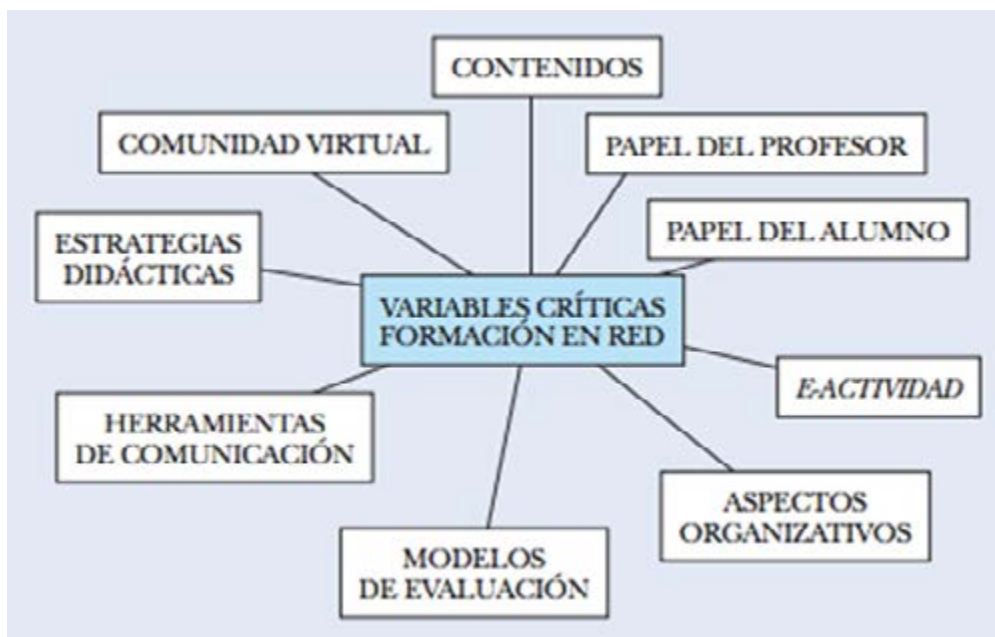 CONTENIDOS
COMUNIDAD VIRTUAL
PAPEL DEL PROFESOR
ESTRATEGIAS
DIDÁCTICAS
PAPEL DEL ALUMNO
VARIABLES CRÍTICAS
FORMACIÓN EN RED
E-ACTIVIDAD
HERRAMIENTAS
DE COMUNICACIÓN
ASPECTOS
ORGANIZATIVOS
MODELOS
DE EVALUACIÓN